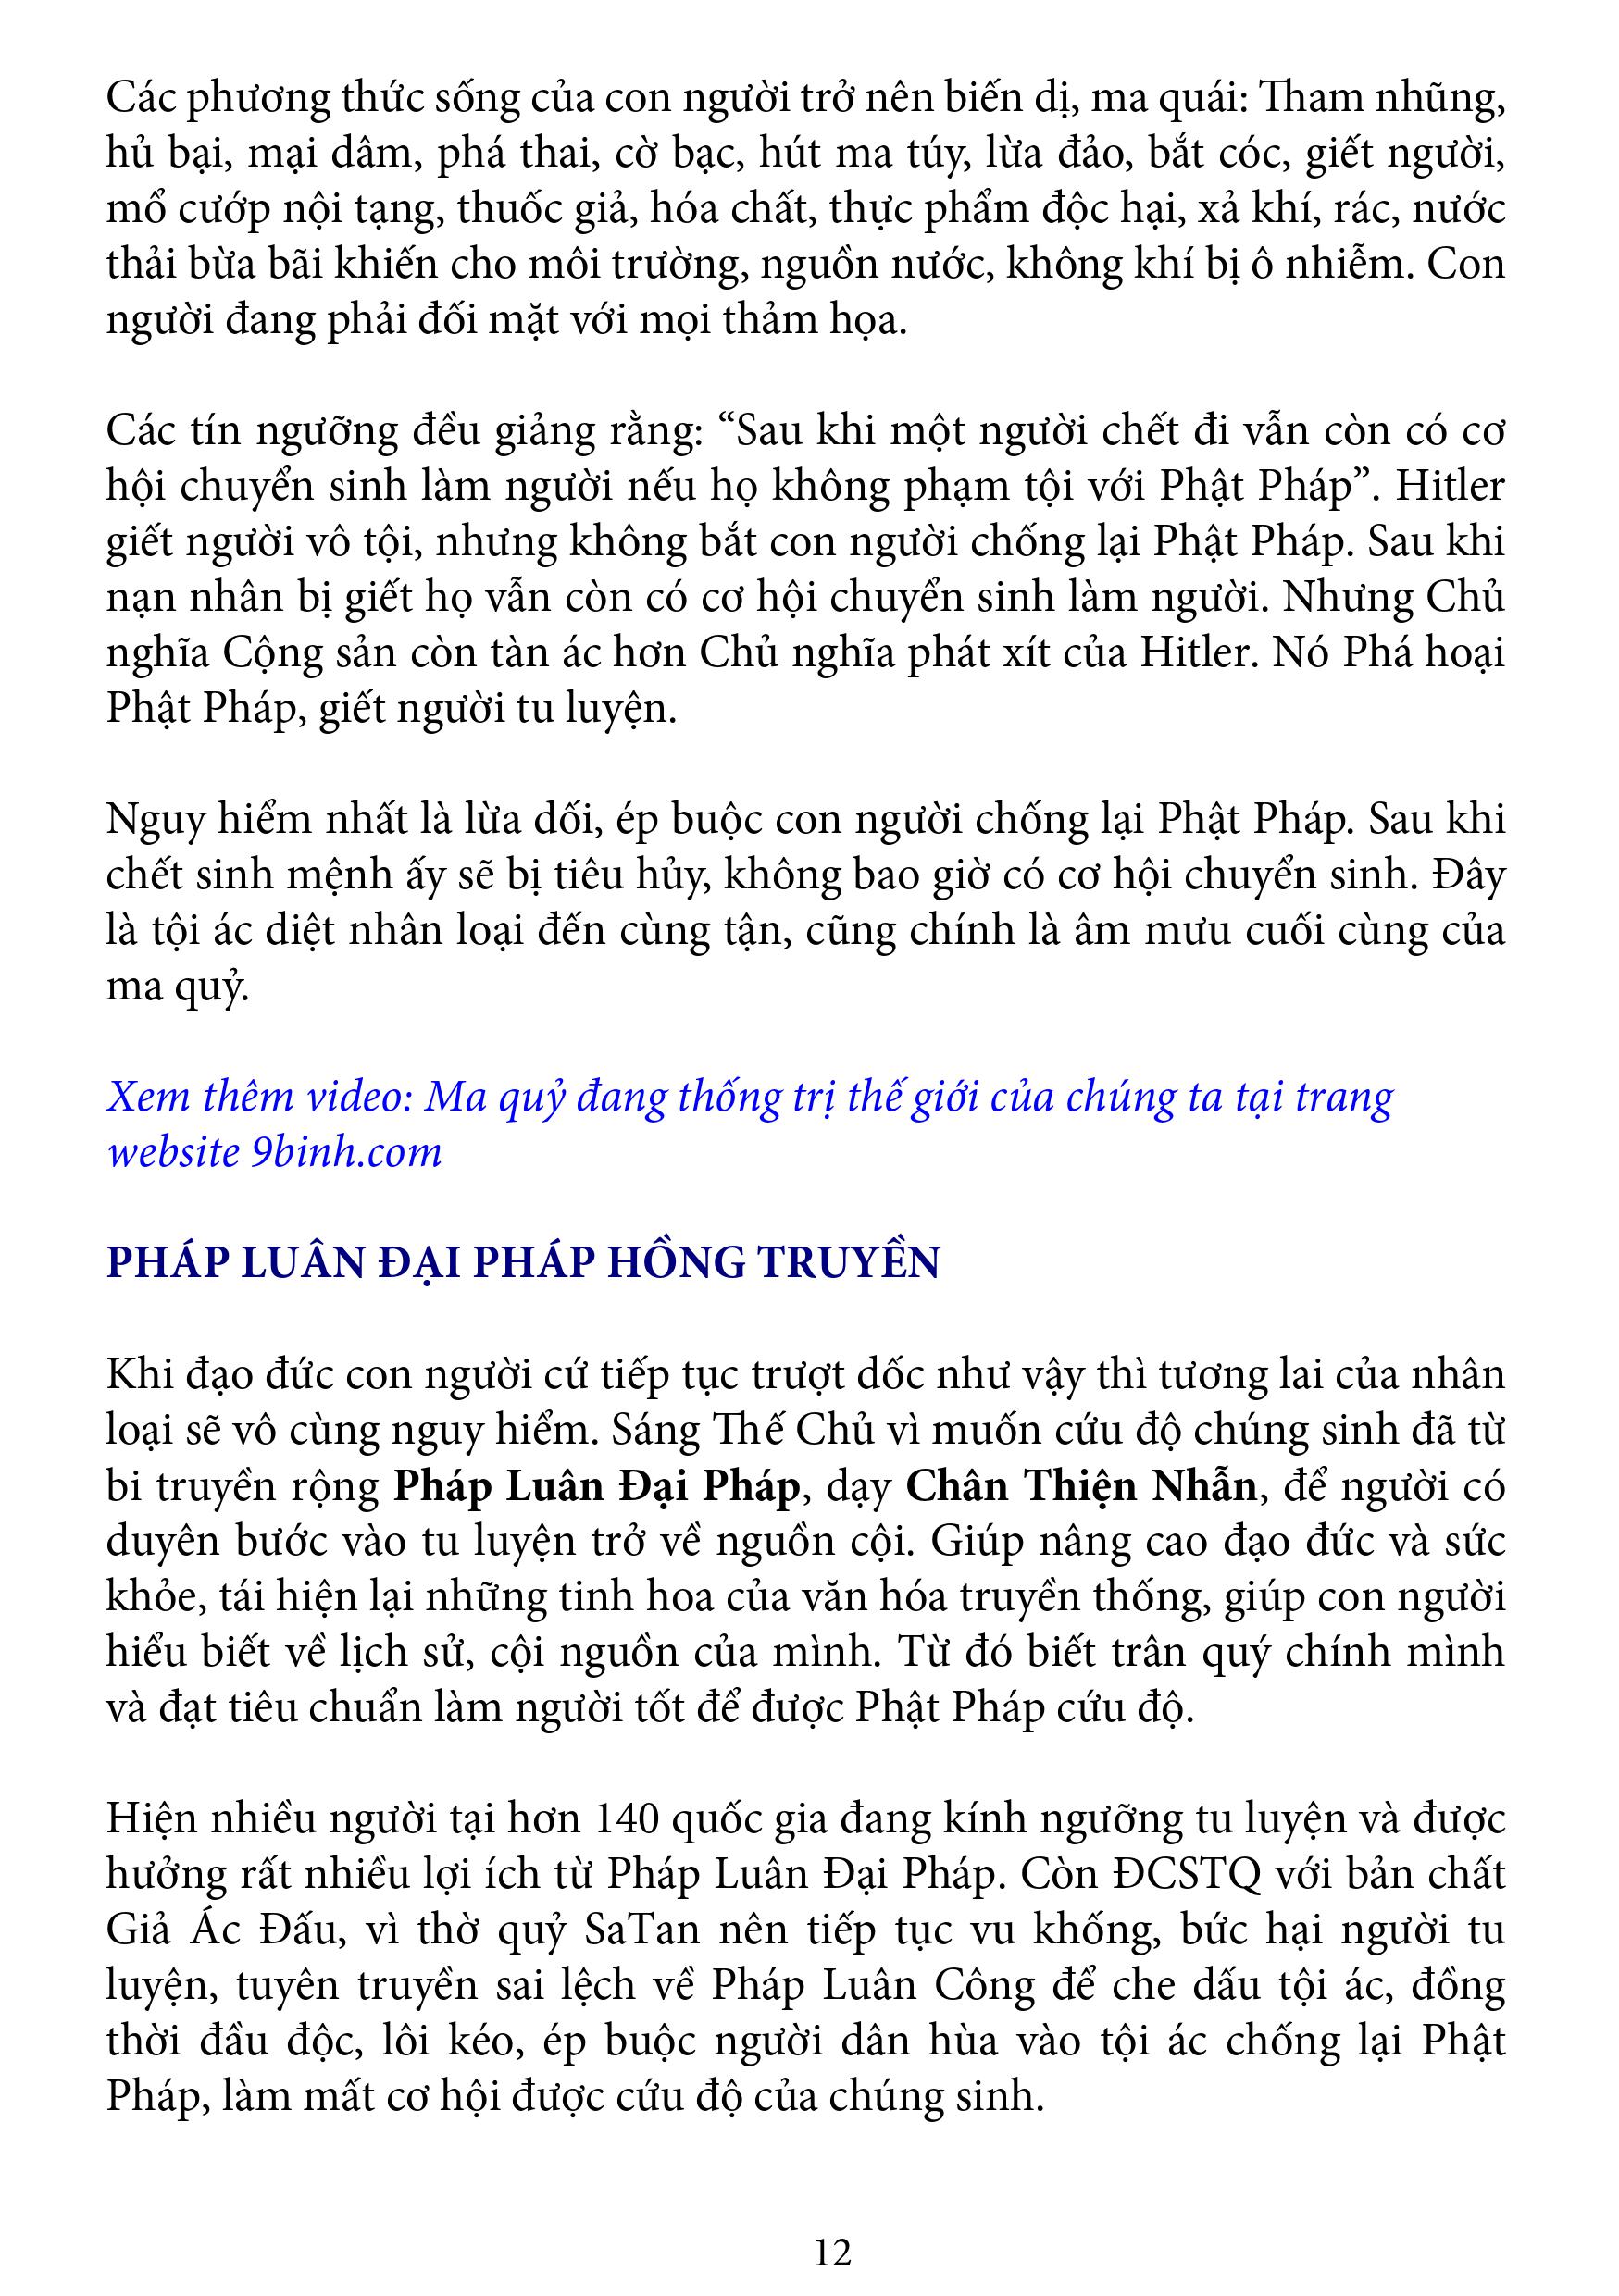 Các phương thức sống của con người trở nên biến dị, ma quái: Tham nhũng,
hủ bại, mại dâm, phá thai, cờ bạc, hút ma túy, lừa đảo, bắt cóc, giết người,
mổ cướp nội tạng, thuốc giả, hóa chất, thực phẩm độc hại, xả khí, rác, nước
thải bừa bãi khiến cho môi trường, nguồn nước, không khí bị ô nhiễm. Con
người đang phải đối mặt với mọi thảm họa.
Các tín ngưỡng đều giảng rằng: “Sau khi một người chết đi vẫn còn có cơ
hội chuyển sinh làm người nếu họ không phạm tội với Phật Pháp”. Hitler
giết người vô tội, nhưng không bắt con người chống lại Phật Pháp. Sau khi
nạn nhân bị giết họ vẫn còn có cơ hội chuyển sinh làm người. Nhưng Chủ
nghĩa Cộng sản còn tàn ác hơn Chủ nghĩa phát xít của Hitler. Nó Phá hoại
Phật Pháp, giết người tu luyện.
Nguy hiểm nhất là lừa dối, ép buộc con người chống lại Phật Pháp. Sau khi
chết sinh mệnh ấy sẽ bị tiêu hủy, không bao giờ có cơ hội chuyển sinh. Đây
là tội ác diệt nhân loại đến cùng tận, cũng chính là âm mưu cuối cùng của
ma quỷ.
Xem thêm video: Ma quỷ đang thống trị thế giới của chúng ta tại trang
website 9binh.com
PHÁP LUÂN ĐẠI PHÁP HỒNG TRUYỀN
Khi đạo đức con người cứ tiếp tục trượt dốc như vậy thì tương lai của nhân
loại sẽ vô cùng nguy hiểm. Sáng Thế Chủ vì muốn cứu độ chúng sinh đã từ
bi truyền rộng Pháp Luân Đại Pháp, dạy Chân Thiện Nhẫn, để người có
duyên bước vào tu luyện trở về nguồn cội. Giúp nâng cao đạo đức và sức
khỏe, tái hiện lại những tinh hoa của văn hóa truyền thống, giúp con người
hiểu biết về lịch sử, cội nguồn của mình. Từ đó biết trân quý chính mình
và đạt tiêu chuẩn làm người tốt để được Phật Pháp cứu độ.
Hiện nhiều người tại hơn 140 quốc gia đang kính ngưỡng tu luyện và được
hưởng rất nhiều lợi ích từ Pháp Luân Đại Pháp. Còn ĐCSTQ với bản chất
Giả Ác Đấu, vì thờ quỷ SaTan nên tiếp tục vu khống, bức hại người tu
luyện, tuyên truyền sai lệch về Pháp Luân Công để che dấu tội ác, đồng
thời đầu độc, lôi kéo, ép buộc người dân hùa vào tội ác chống lại Phật
Pháp, làm mất cơ hội được cứu độ của chúng sinh.
12